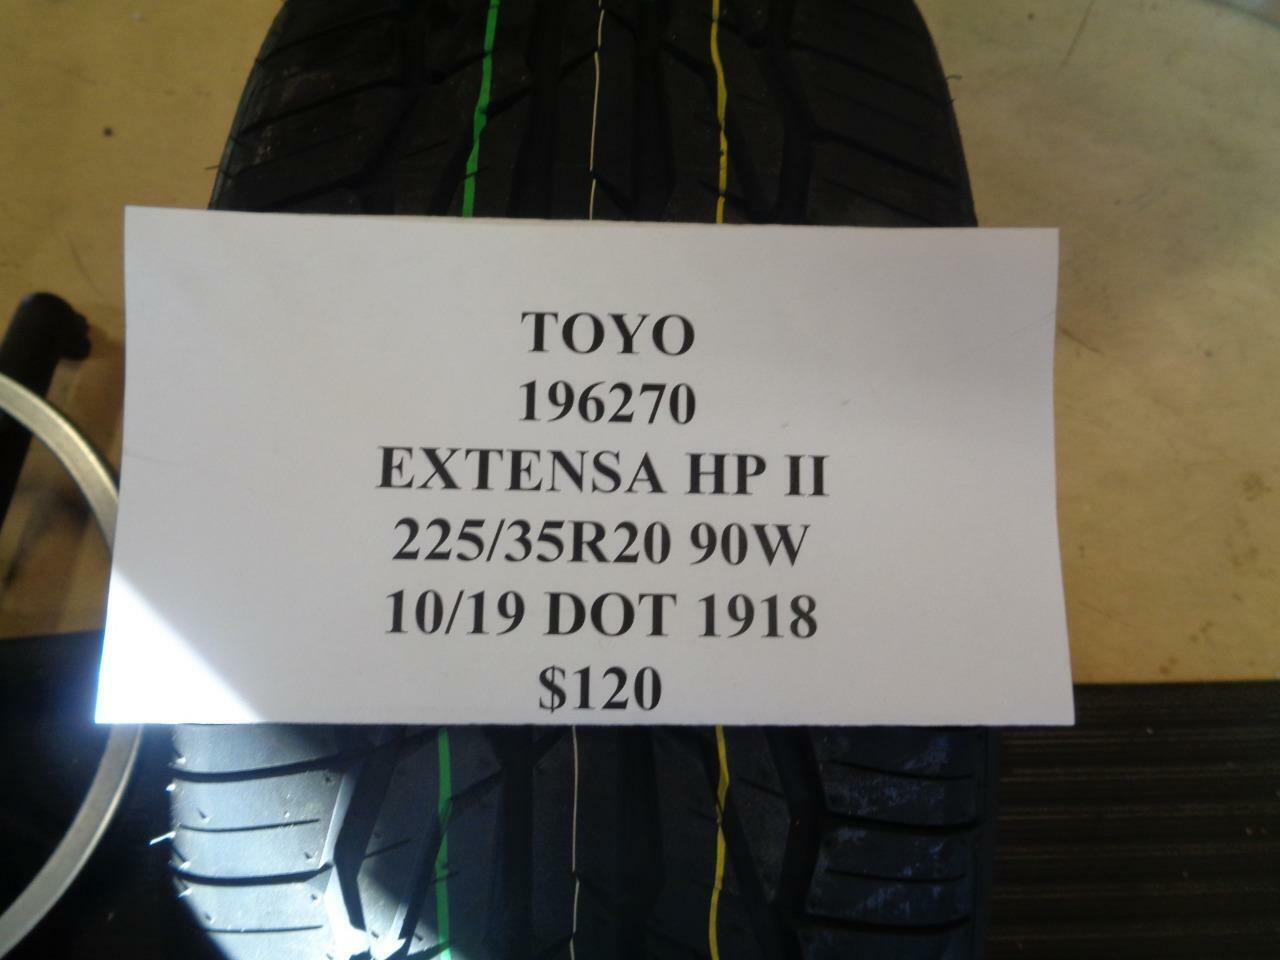 TOYO
196270
EXTENSA HP II
225/35R20 90W
10/19 DOT 1918
$120